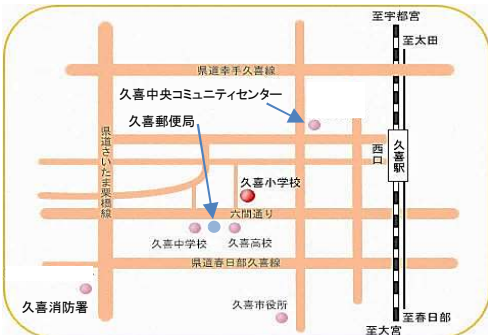 至宇都宮
至太田
県道幸手久喜線
久喜中央コミュニティセンター
久喜郵便局
県道さいたま栗橋線
西口
久喜駅
久喜小学校
六間通り
久喜中学校
久喜高校
県道春日部久喜線
久喜消防署
久喜市役所
至春日部
至大宮